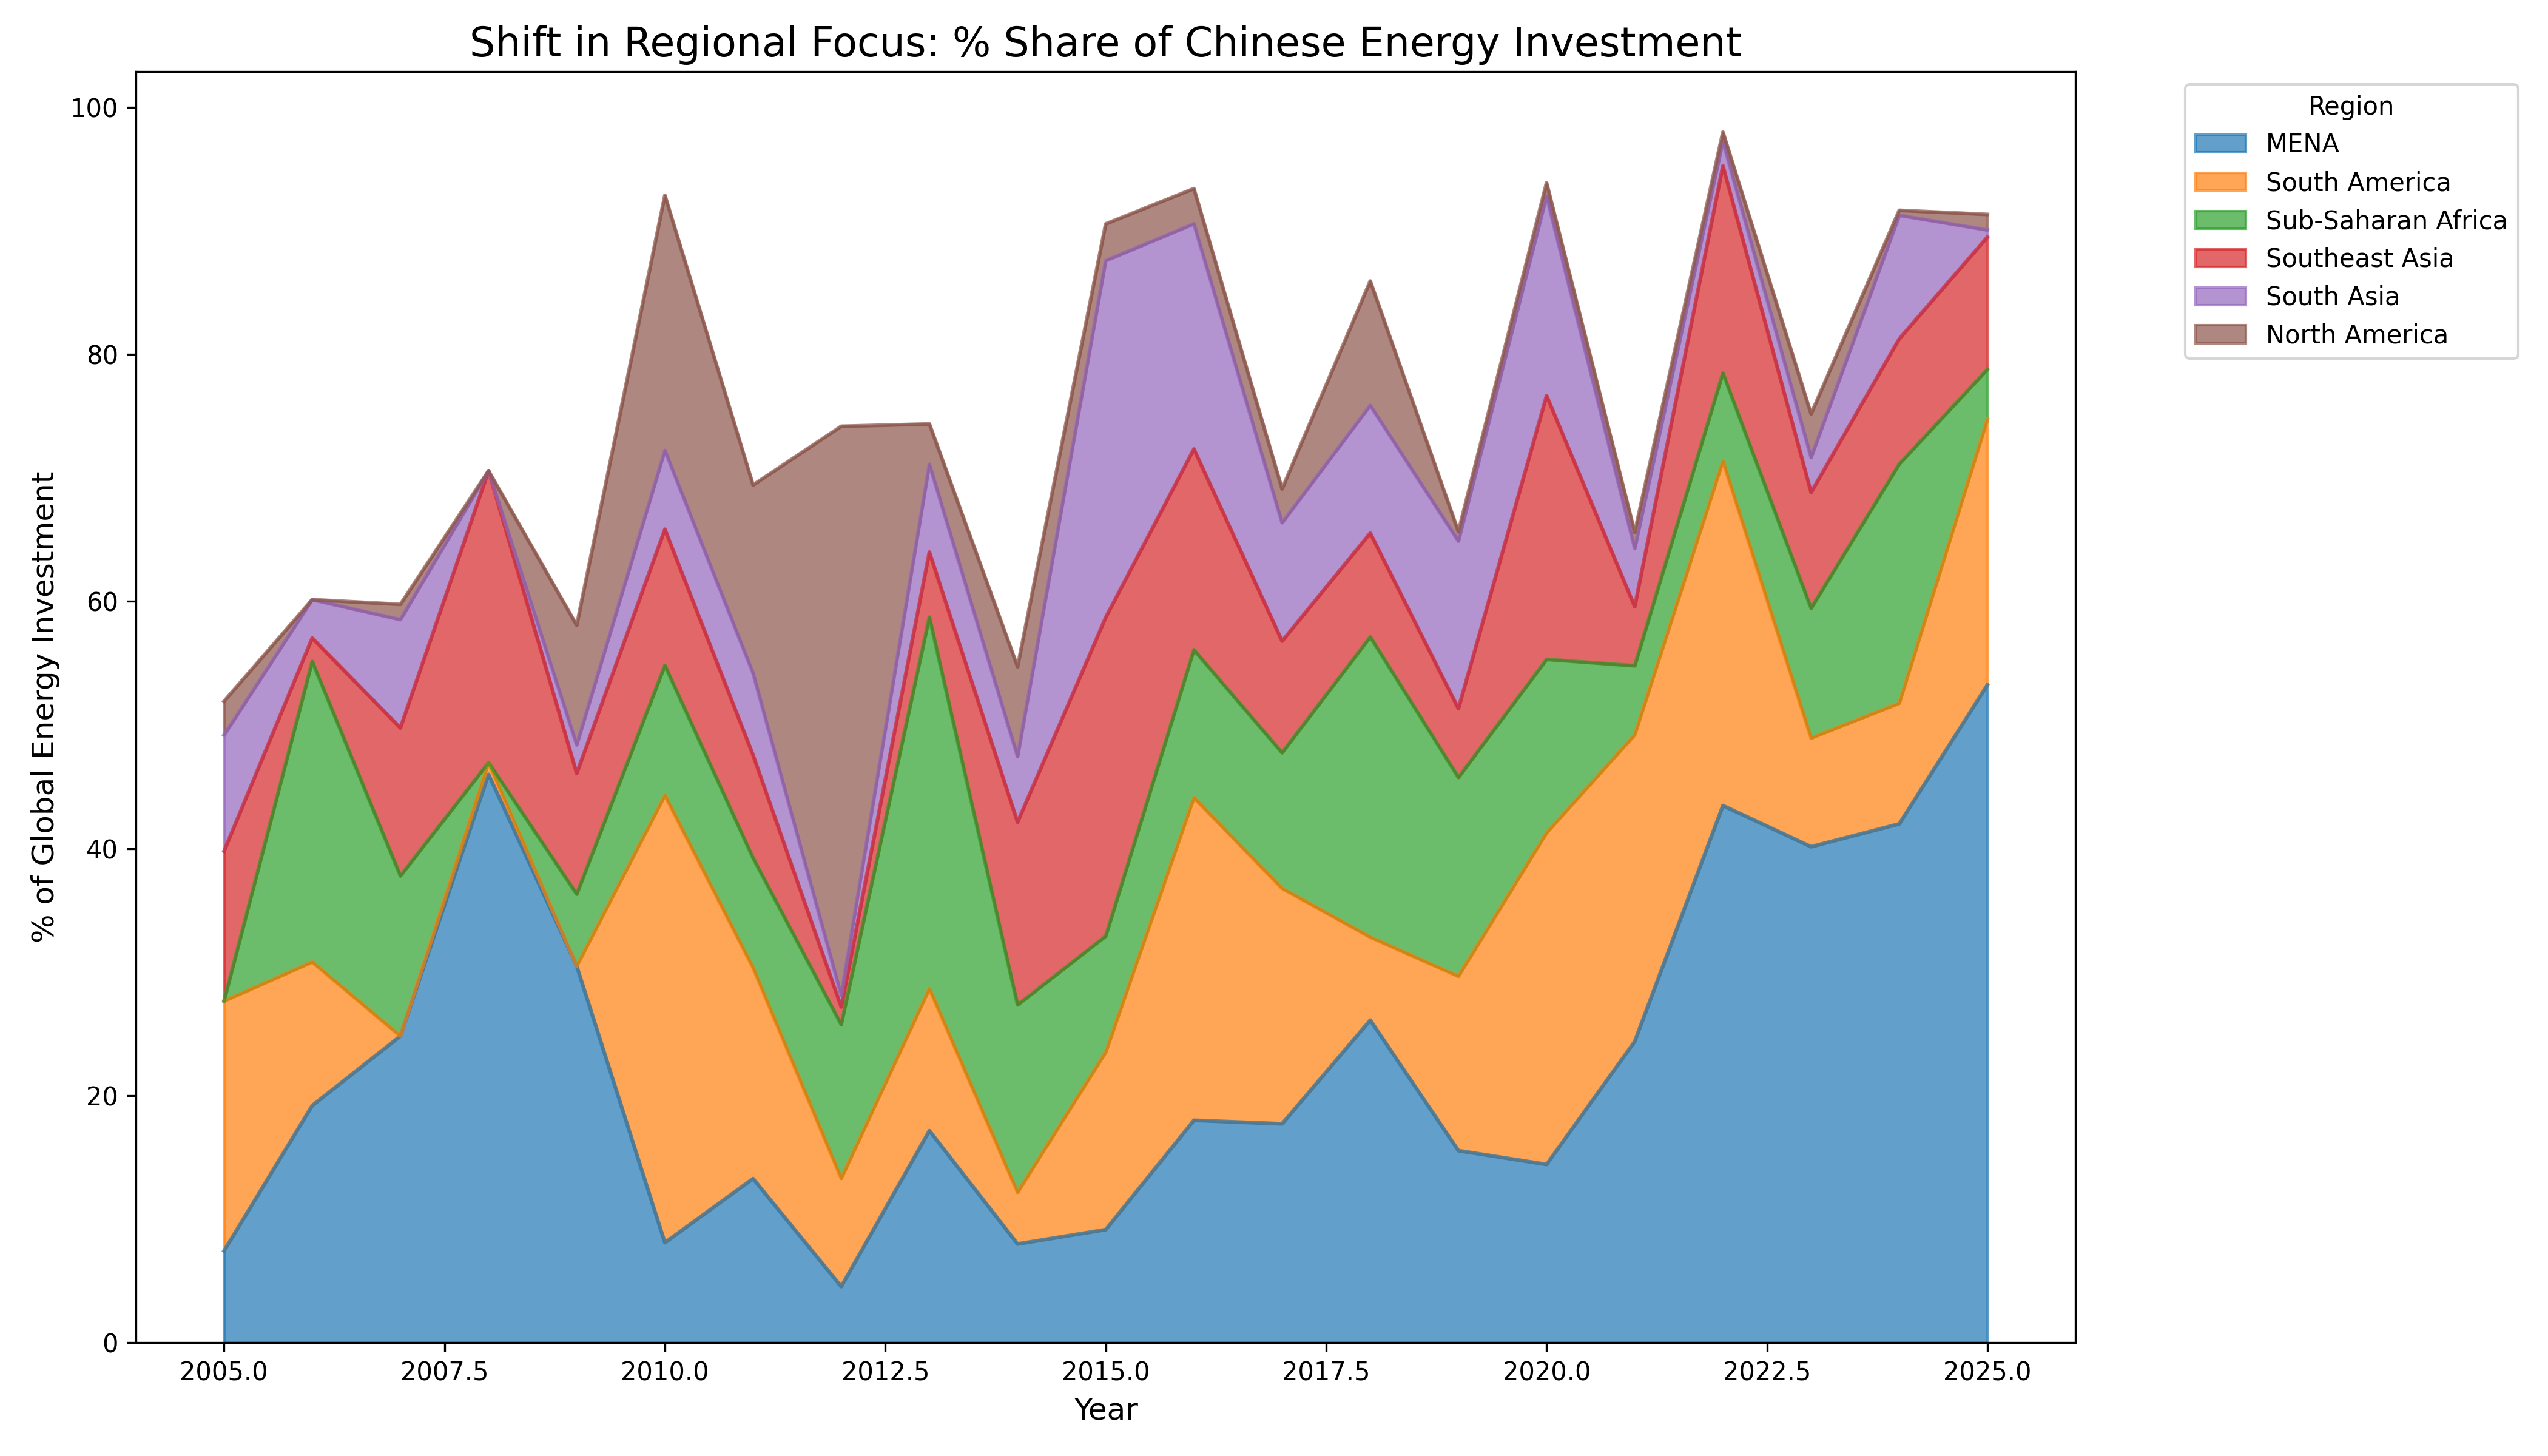 Shift in Regional Focus: % Share of Chinese Energy Investment
Region
MENA
South America
Sub-Saharan Africa
Southeast Asia
South Asia
North America
% of Global Energy Investment
100
80
60
40
20
0
2005.0 2007.5 2010.0 2012.5 2015.0 2017.5 2020.0 2022.5 2025.0
Year